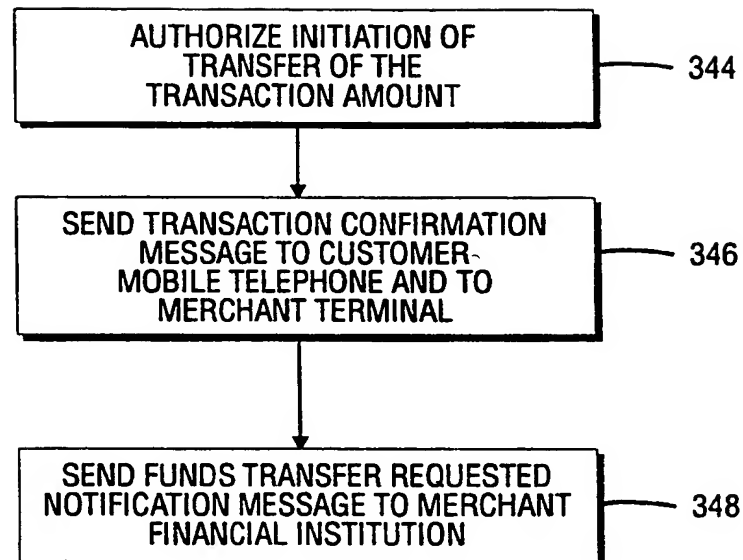 AUTHORIZE INITIATION OF
TRANSFER OF THE
TRANSACTION AMOUNT
344
SEND TRANSACTION CONFIRMATION
MESSAGE TO CUSTOMER
MOBILE TELEPHONE AND TO
MERCHANT TERMINAL
346
SEND FUNDS TRANSFER REQUESTED
NOTIFICATION MESSAGE TO MERCHANT
FINANCIAL INSTITUTION
348